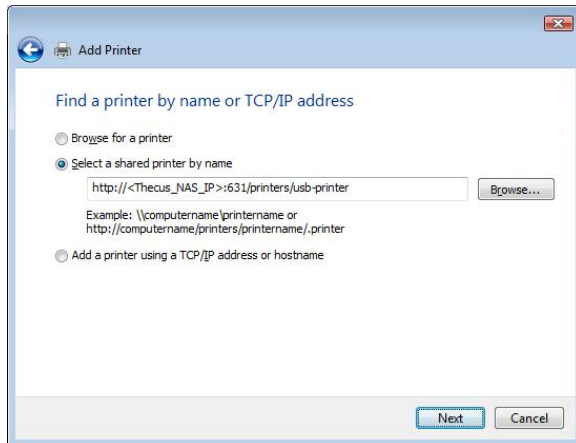 Add Printer
Find a printer by name or TCP/IP address
Browse for a printer
Select a shared printer by name
http://<Thecus_NAS_IP>:631/printers/usb-printer
Browse...
Example: \\computername\printername or
http://computername/printers/printername/.printer
Add a printer using a TCP/IP address or hostname
Next
Cancel